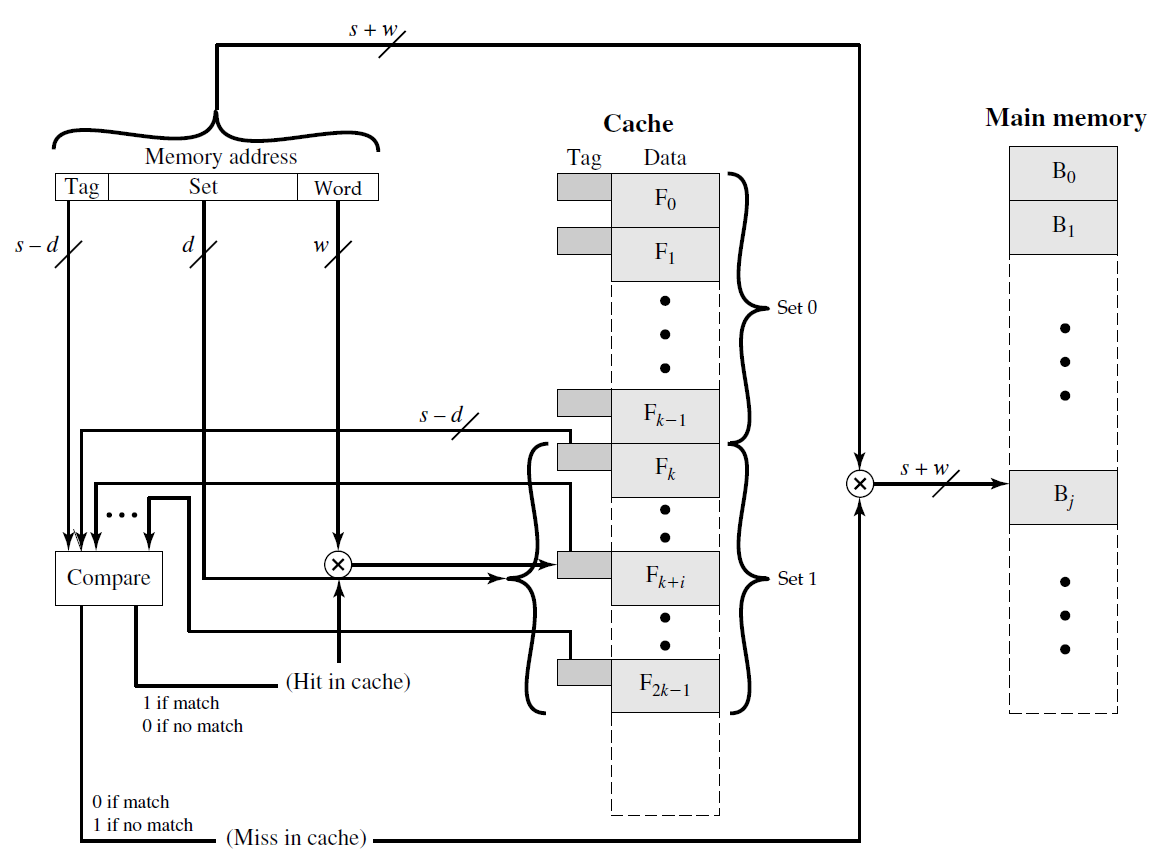 s + w
Cache
Main memory
Memory address
Tag Data
Tag Set Word
F0
B0
B1
s – d
d
w
F1
Set 0
s – d
Fk–1
Fk
s + w
Bj
Compare
Fk+i
Set 1
(Hit in cache)
F2k–1
1 if match
0 if no match
0 if match
1 if no match
(Miss in cache)